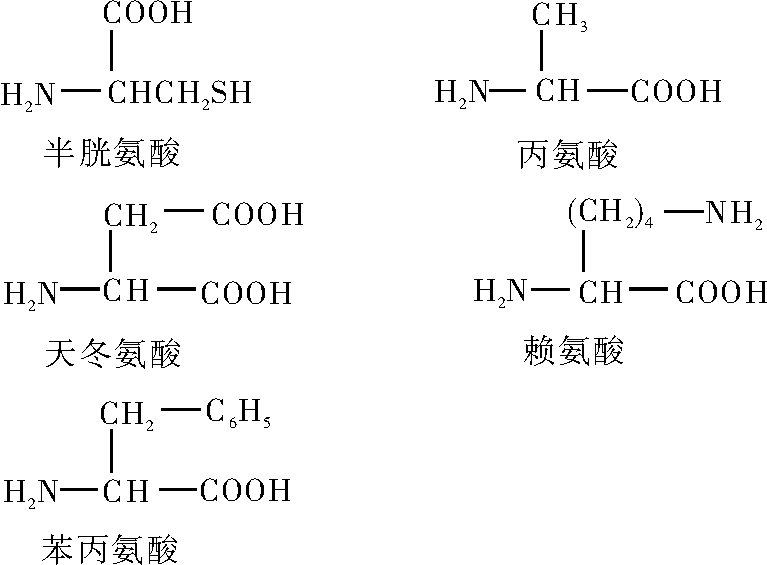 COOH
H₂N—CHCH₂SH
半胱氨酸
CH₃
H₂N—CH—COOH
丙氨酸
CH₂—COOH
H₂N—CH—COOH
天冬氨酸
(CH₂)₄—NH₂
H₂N—CH—COOH
赖氨酸
CH₂—C₆H₅
H₂N—CH—COOH
苯丙氨酸